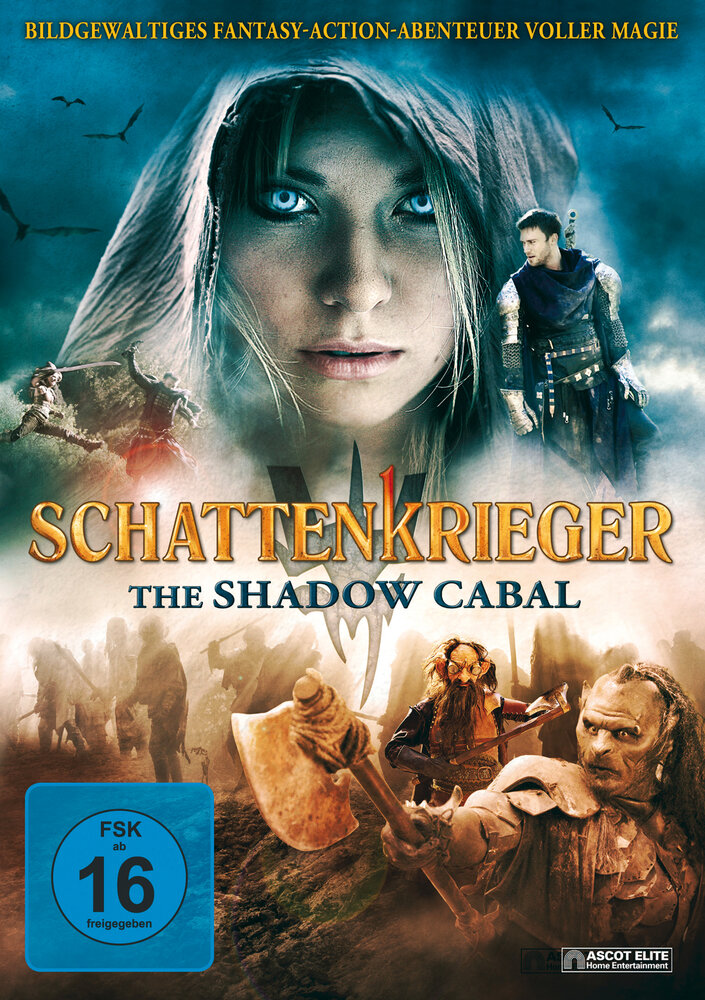 BILDGEWALTIGES FANTASY-ACTION-ABENTEUER VOLLER MAGIE
SCHATTENKRIEGER
THE SHADOW CABAL
FSK
ab
16
freigegeben
ASCOT ELITE
Home Entertainment